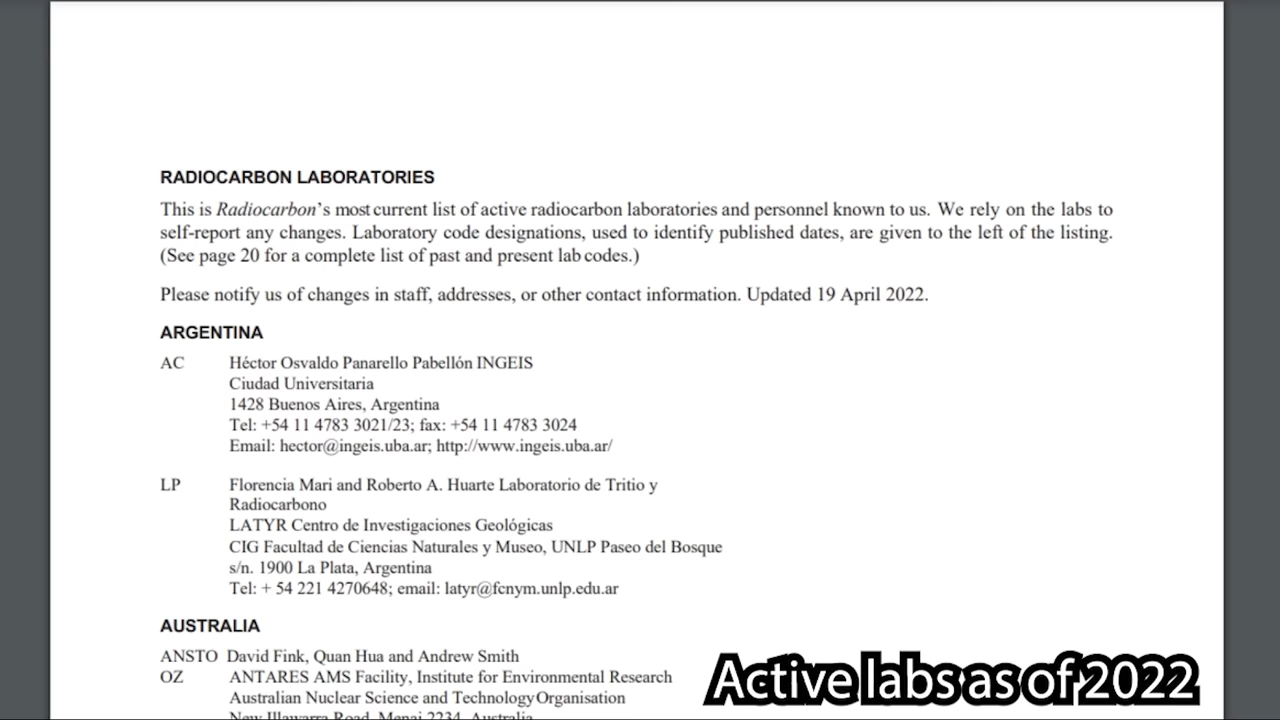 RADIOCARBON LABORATORIES
This is Radiocarbon's most current list of active radiocarbon laboratories and personnel known to us. We rely on the labs to
self-report any changes. Laboratory code designations, used to identify published dates, are given to the left of the listing.
(See page 20 for a complete list of past and present lab codes.)
Please notify us of changes in staff, addresses, or other contact information. Updated 19 April 2022.
ARGENTINA
AC Héctor Osvaldo Panarello Pabellón INGEIS
Ciudad Universitaria
1428 Buenos Aires, Argentina
Tel: +54 11 4783 3021/23; fax: +54 11 4783 3024
Email: hector@ingeis.uba.ar; http://www.ingeis.uba.ar/
LP Florencia Mari and Roberto A. Huarte Laboratorio de Tritio y
Radiocarbono
LATYR Centro de Investigaciones Geológicas
CIG Facultad de Ciencias Naturales y Museo, UNLP Paseo del Bosque
s/n. 1900 La Plata, Argentina
Tel: + 54 221 4270648; email: latyr@fcnym.unlp.edu.ar
AUSTRALIA
ANSTO David Fink, Quan Hua and Andrew Smith
OZ ANTARES AMS Facility, Institute for Environmental Research
Australian Nuclear Science and Technology Organisation
New Illawarra Road, Menai 2234, Australia
Active labs as of 2022